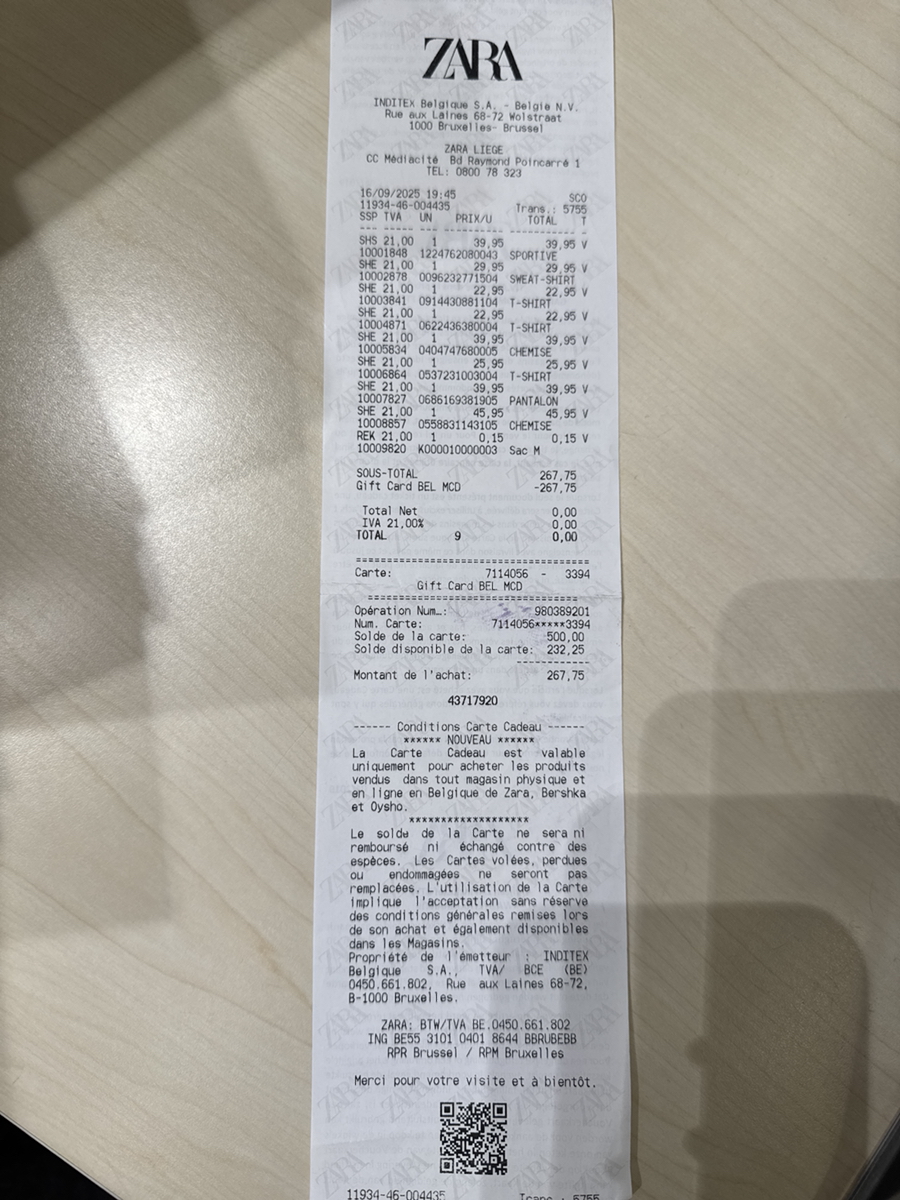 ZARA
INDITEX Belgique S.A. - Belgie N.V.
Rue aux Laines 68-72 Wolstraat
1000 Bruxelles- Brussel
ZARA LIEGE
CC Médiacité Bd Raymond Poincarré 1
TEL: 0800 78 323
16/09/2025 19:45 SCO
11934-46-004435 Trans.: 5755
SSP TVA UN PRIX/U TOTAL T
--- --- ---- -------- --------- -
SHS 21,00 1 39,95 39,95 V
10001848 1224762080043 SPORTIVE
SHE 21,00 1 29,95 29,95 V
10002878 0096232771504 SWEAT-SHIRT
SHE 21,00 1 22,95 22,95 V
10003841 0914430881104 T-SHIRT
SHE 21,00 1 22,95 22,95 V
10004871 0622436380004 T-SHIRT
SHE 21,00 1 39,95 39,95 V
10005834 0404747680005 CHEMISE
SHE 21,00 1 25,95 25,95 V
10006864 0537231003004 T-SHIRT
SHE 21,00 1 39,95 39,95 V
10007827 0686169381905 PANTALON
SHE 21,00 1 45,95 45,95 V
10008857 0558831143105 CHEMISE
REK 21,00 1 0,15 0,15 V
10009820 K000010000003 Sac M
SOUS-TOTAL 267,75
Gift Card BEL MCD -267,75
Total Net 0,00
IVA 21,00% 0,00
TOTAL 9 0,00
===================================
Carte: 7114056 - 3394
Gift Card BEL MCD
===============================
Opération Num…: 980389201
Num. Carte: 7114056*****3394
Solde de la carte: 500,00
Solde disponible de la carte: 232,25
-----------
Montant de l'achat: 267,75
43717920
------ Conditions Carte Cadeau ------
****** NOUVEAU ******
La Carte Cadeau est valable
uniquement pour acheter les produits
vendus dans tout magasin physique et
en ligne en Belgique de Zara, Bershka
et Oysho.
*******************
Le solde de la Carte ne sera ni
remboursé ni échangé contre des
espèces. Les Cartes volées, perdues
ou endommagées ne seront pas
remplacées. L'utilisation de la Carte
implique l'acceptation sans réserve
des conditions générales remises lors
de son achat et également disponibles
dans les Magasins.
Propriété de l'émetteur : INDITEX
Belgique S.A., TVA/ BCE (BE)
0450.661.802, Rue aux Laines 68-72,
B-1000 Bruxelles.
ZARA: BTW/TVA BE.0450.661.802
ING BE55 3101 0401 8644 BBRUBEBB
RPR Brussel / RPM Bruxelles
Merci pour votre visite et à bientôt.
11934-46-004435 Trans.: 5755